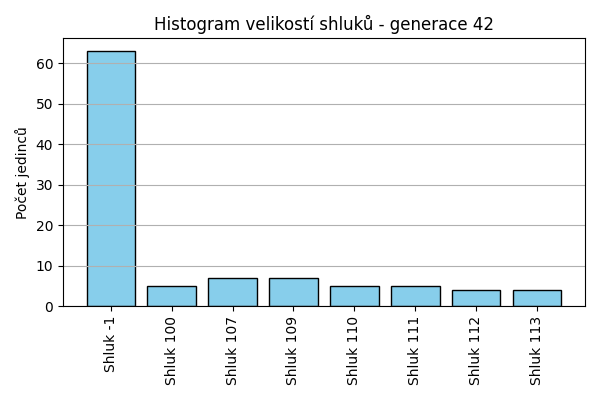 Histogram velikostí shluků - generace 42
Počet jedinců
60
50
40
30
20
10
0
Shluk -1
Shluk 100
Shluk 107
Shluk 109
Shluk 110
Shluk 111
Shluk 112
Shluk 113